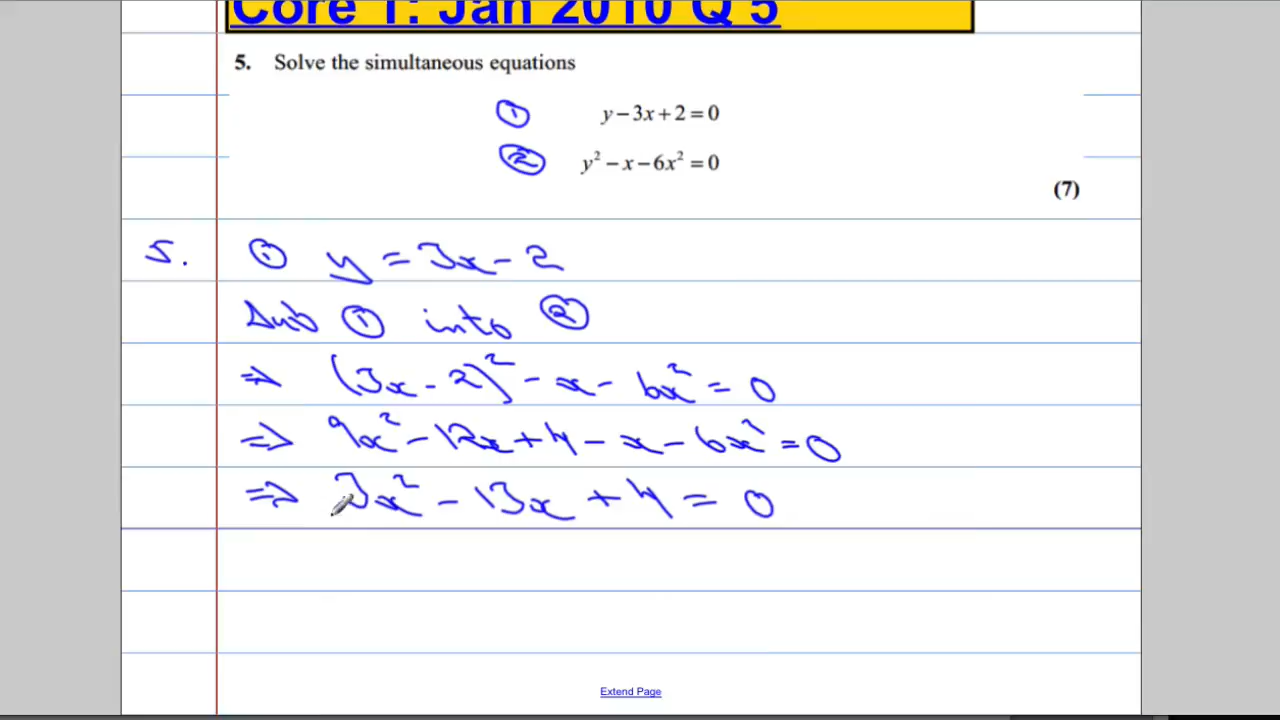 Core 1: Jan 2010 Q 5
5. Solve the simultaneous equations
① y − 3x + 2 = 0
② y² − x − 6x² = 0
(7)
5. ① y = 3x − 2
Sub ① into ②
⇒ (3x − 2)² − x − 6x² = 0
⇒ 9x² − 12x + 4 − x − 6x² = 0
⇒ 3x² − 13x + 4 = 0
Extend Page